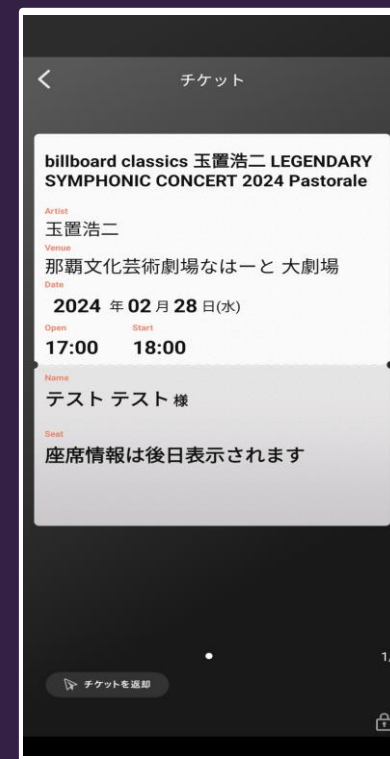 チケット
billboard classics 玉置浩二 LEGENDARY
SYMPHONIC CONCERT 2024 Pastorale
Artist
玉置浩二
Venue
那覇文化芸術劇場なはーと 大劇場
Date
2024 年 02 月 28 日(水)
Open Start
17:00 18:00
Name
テスト テスト 様
Seat
座席情報は後日表示されます
1/
チケットを返却